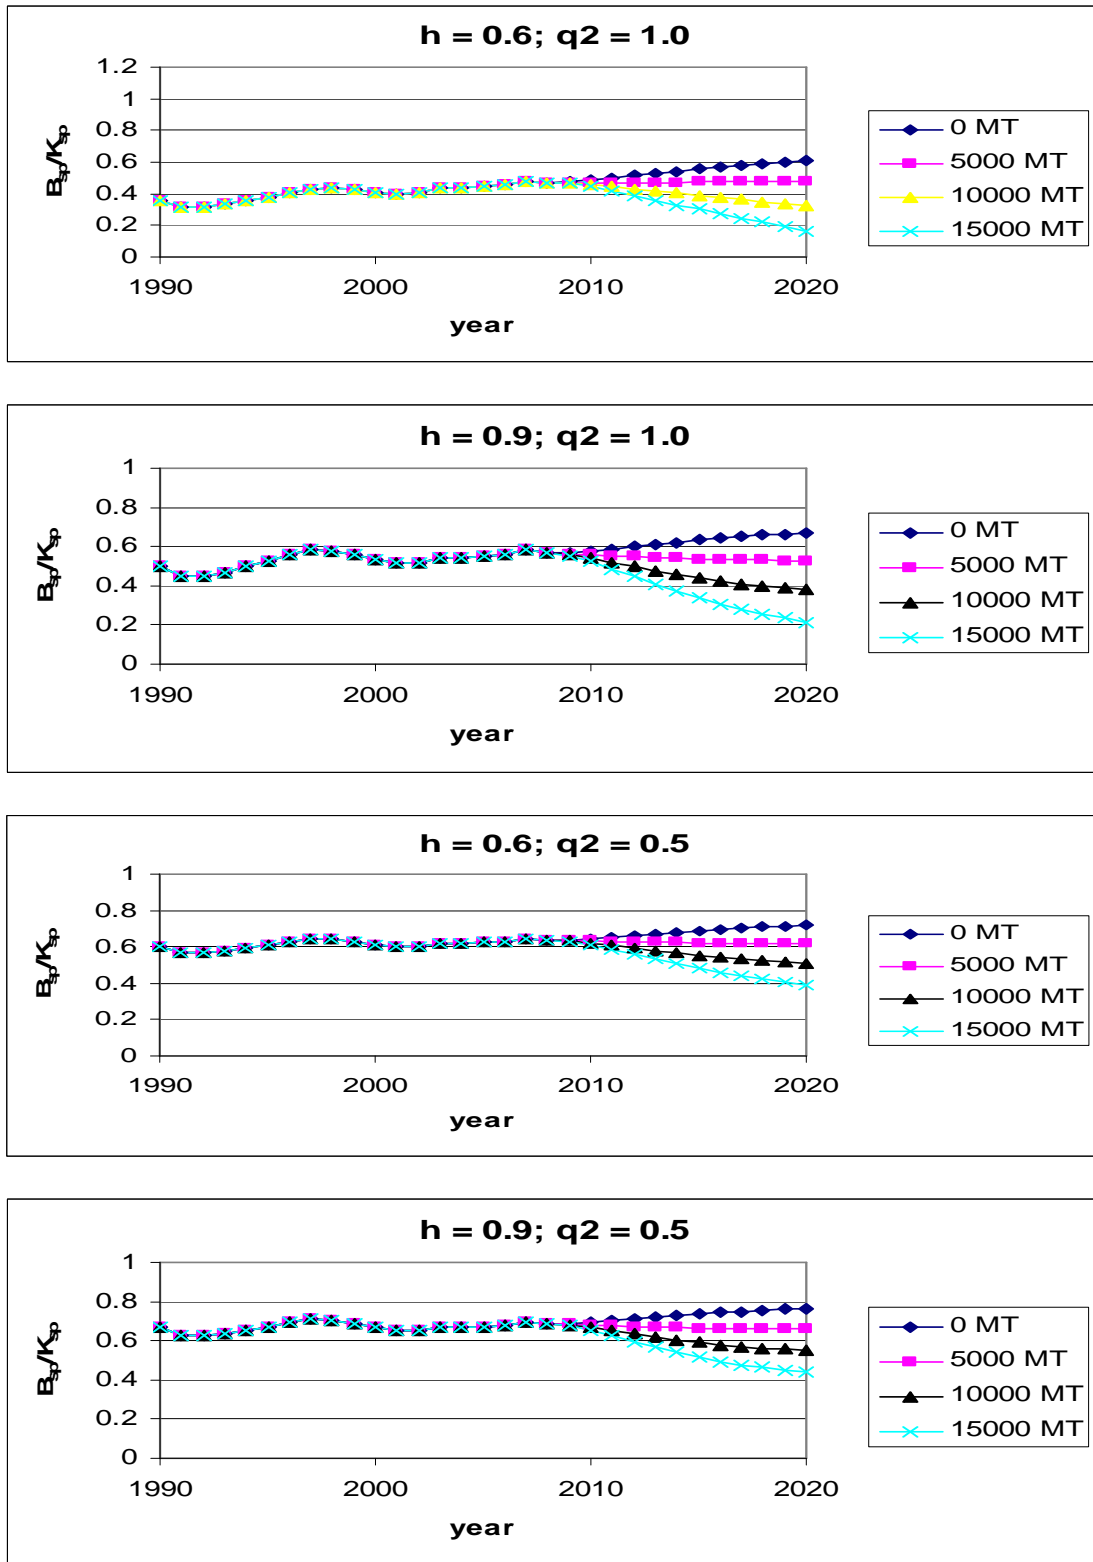 h = 0.6; q2 = 1.0
1.2
1
0.8
0.6
0.4
0.2
0
Bsp/Ksp
1990 2000 2010 2020
year
0 MT
5000 MT
10000 MT
15000 MT
h = 0.9; q2 = 1.0
1
0.8
0.6
0.4
0.2
0
Bsp/Ksp
1990 2000 2010 2020
year
0 MT
5000 MT
10000 MT
15000 MT
h = 0.6; q2 = 0.5
1
0.8
0.6
0.4
0.2
0
Bsp/Ksp
1990 2000 2010 2020
year
0 MT
5000 MT
10000 MT
15000 MT
h = 0.9; q2 = 0.5
1
0.8
0.6
0.4
0.2
0
Bsp/Ksp
1990 2000 2010 2020
year
0 MT
5000 MT
10000 MT
15000 MT